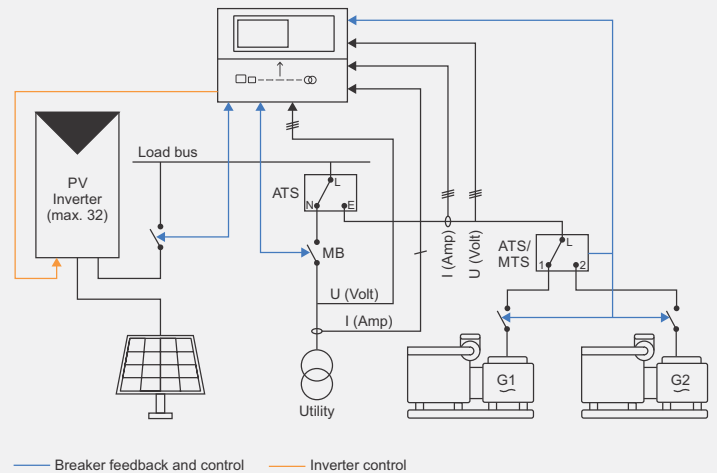 Load bus
PV
Inverter
(max. 32)
ATS
L
N
E
MB
U (Volt)
I (Amp)
Utility
I (Amp)
U (Volt)
ATS/
MTS
L
1
2
G1
G2
Breaker feedback and control
Inverter control